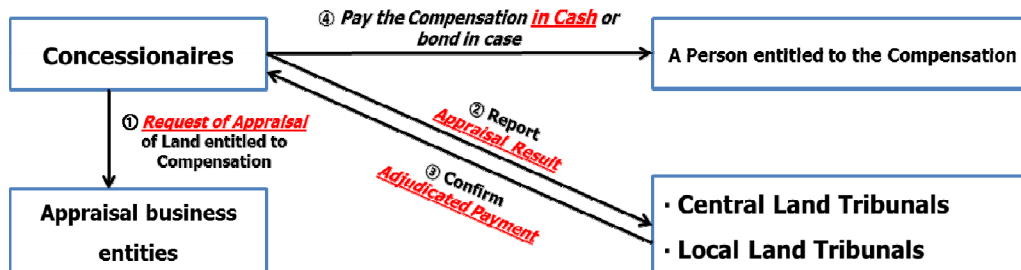 ④ Pay the Compensation in Cash or
bond in case
Concessionaires
A Person entitled to the Compensation
① Request of Appraisal
of Land entitled to
Compensation
② Report
Appraisal Result
③ Confirm
Adjudicated Payment
Appraisal business
entities
· Central Land Tribunals
· Local Land Tribunals